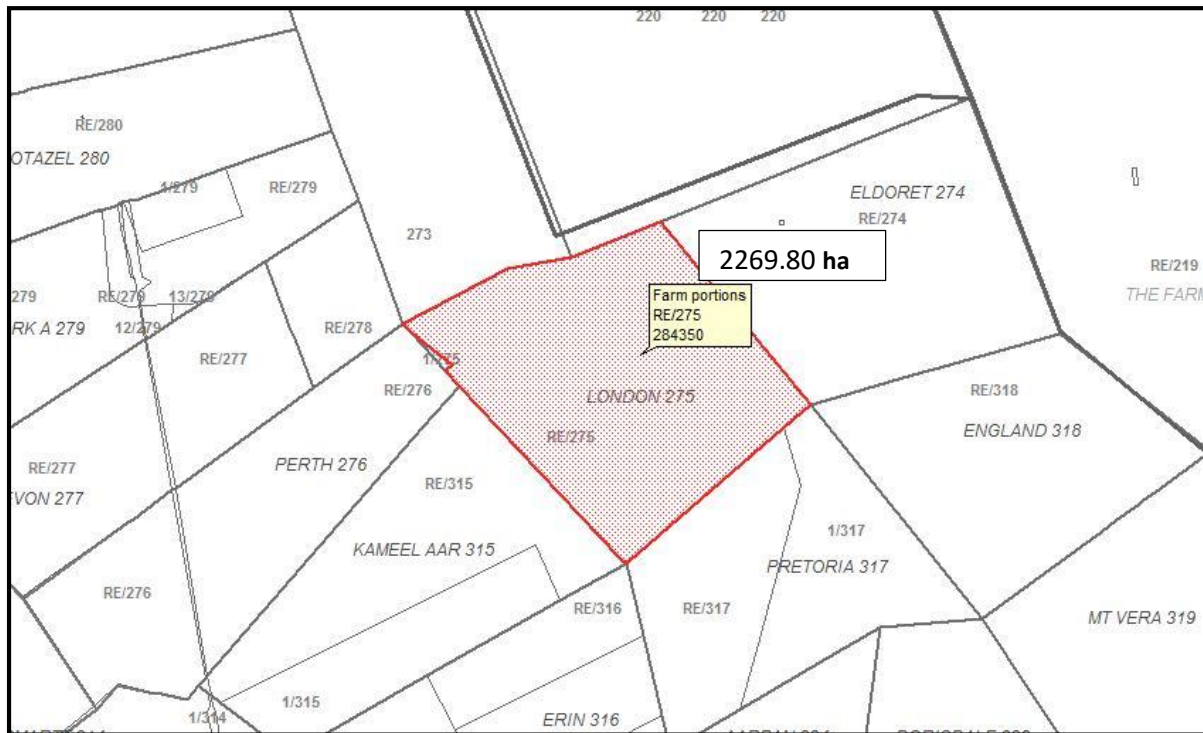 220 220 220
RE/280
OTAZEL 280
1/279
RE/279
ELDORET 274
RE/274
273
2269.80 ha
RE/219
THE FARM
279
RE/279
13/279
RK A 279
12/279
RE/278
Farm portions
RE/275
284350
RE/277
1/275
RE/276
LONDON 275
RE/318
ENGLAND 318
RE/275
PERTH 276
RE/277
EVON 277
RE/315
KAMEEL AAR 315
1/317
PRETORIA 317
RE/276
RE/316
RE/317
MT VERA 319
1/315
1/314
ERIN 316